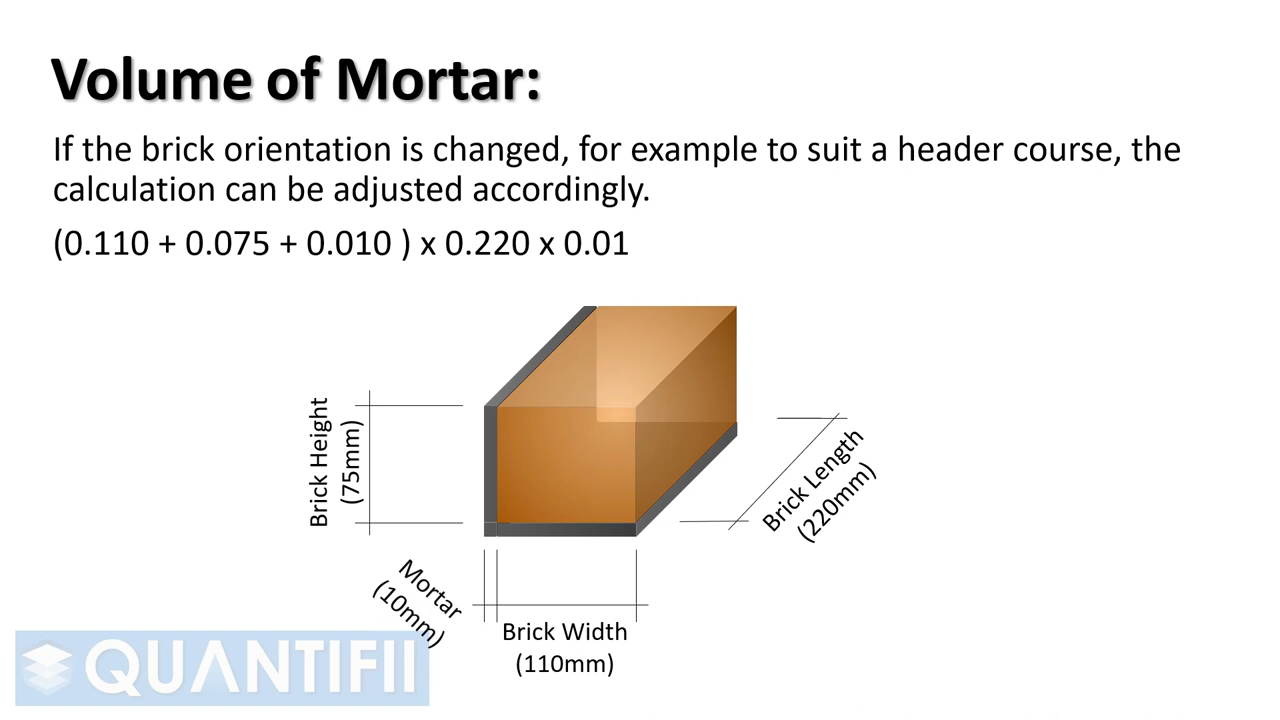 Volume of Mortar:
If the brick orientation is changed, for example to suit a header course, the
calculation can be adjusted accordingly.
(0.110 + 0.075 + 0.010 ) x 0.220 x 0.01
Brick Height
(75mm)
Brick Length
(220mm)
Mortar
(10mm)
Brick Width
(110mm)
QUANTIFII